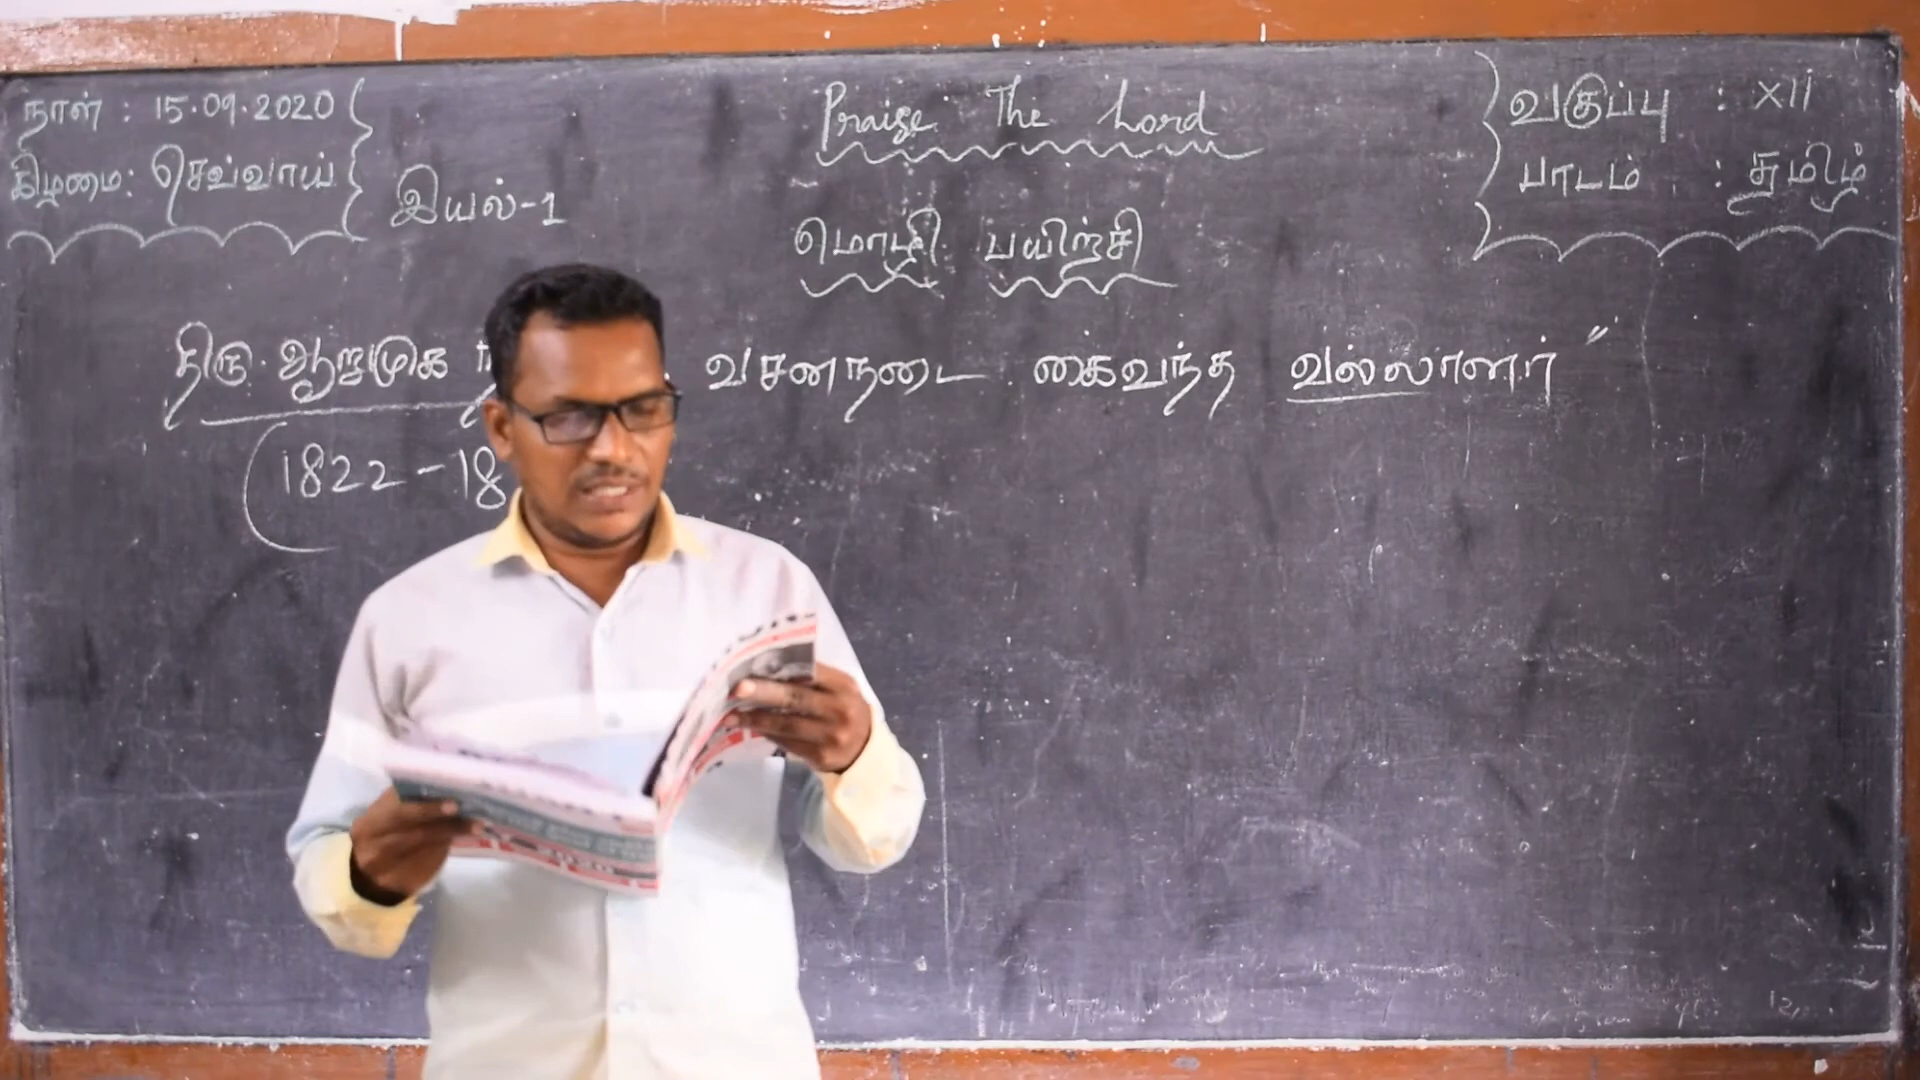 நாள் : 15.09.2020
கிழமை: செவ்வாய்
Praise The Lord
வகுப்பு : XII
பாடம் : தமிழ்
இயல்-1
மொழி பயிற்சி
திரு. ஆறுமுக வசனநடை கைவந்த வல்லாளர்"
(1822-18